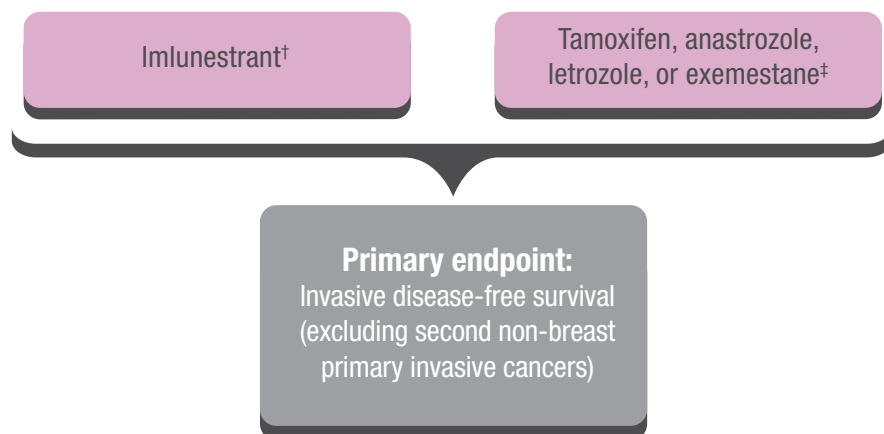 Imlunestrant†
Tamoxifen, anastrozole,
letrozole, or exemestane‡
Primary endpoint:
Invasive disease-free survival
(excluding second non-breast
primary invasive cancers)